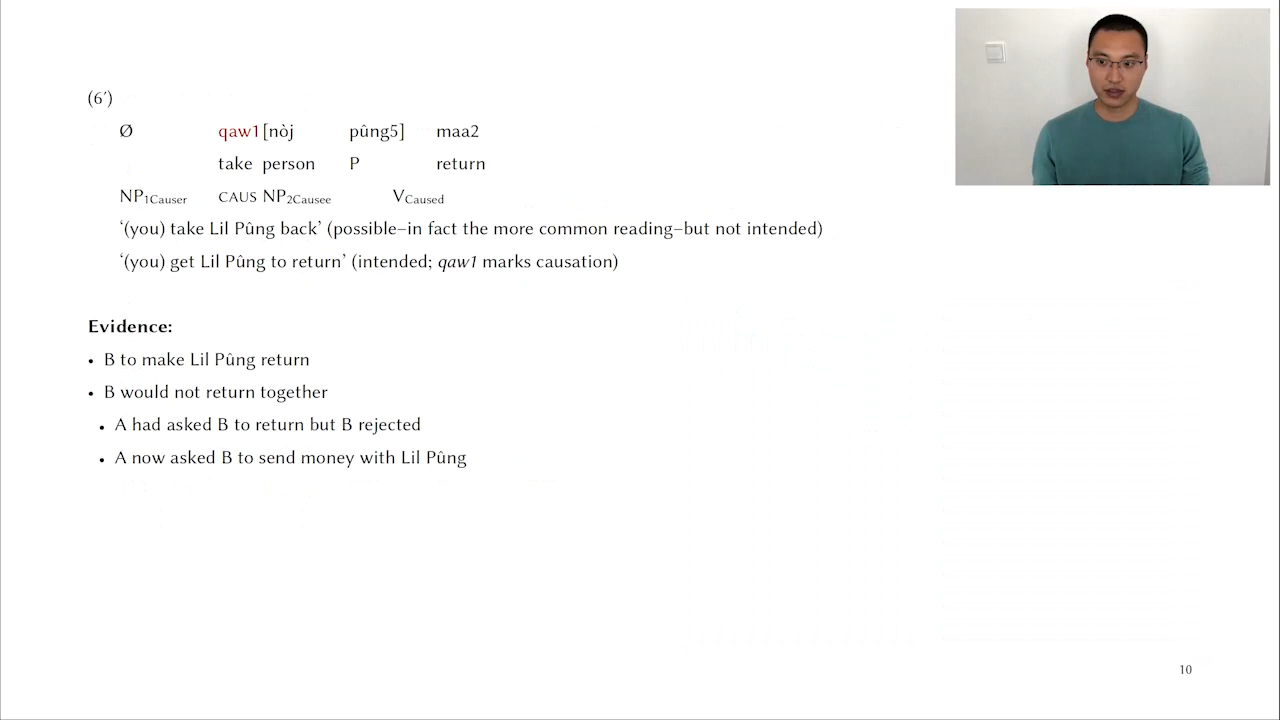 (6′)
Ø qaw1 [nòj pûng5] maa2
take person P return
NP1Causer CAUS NP2Causee VCaused
‘(you) take Lil Pûng back’ (possible–in fact the more common reading–but not intended)
‘(you) get Lil Pûng to return’ (intended; qaw1 marks causation)
Evidence:
• B to make Lil Pûng return
• B would not return together
• A had asked B to return but B rejected
• A now asked B to send money with Lil Pûng
10